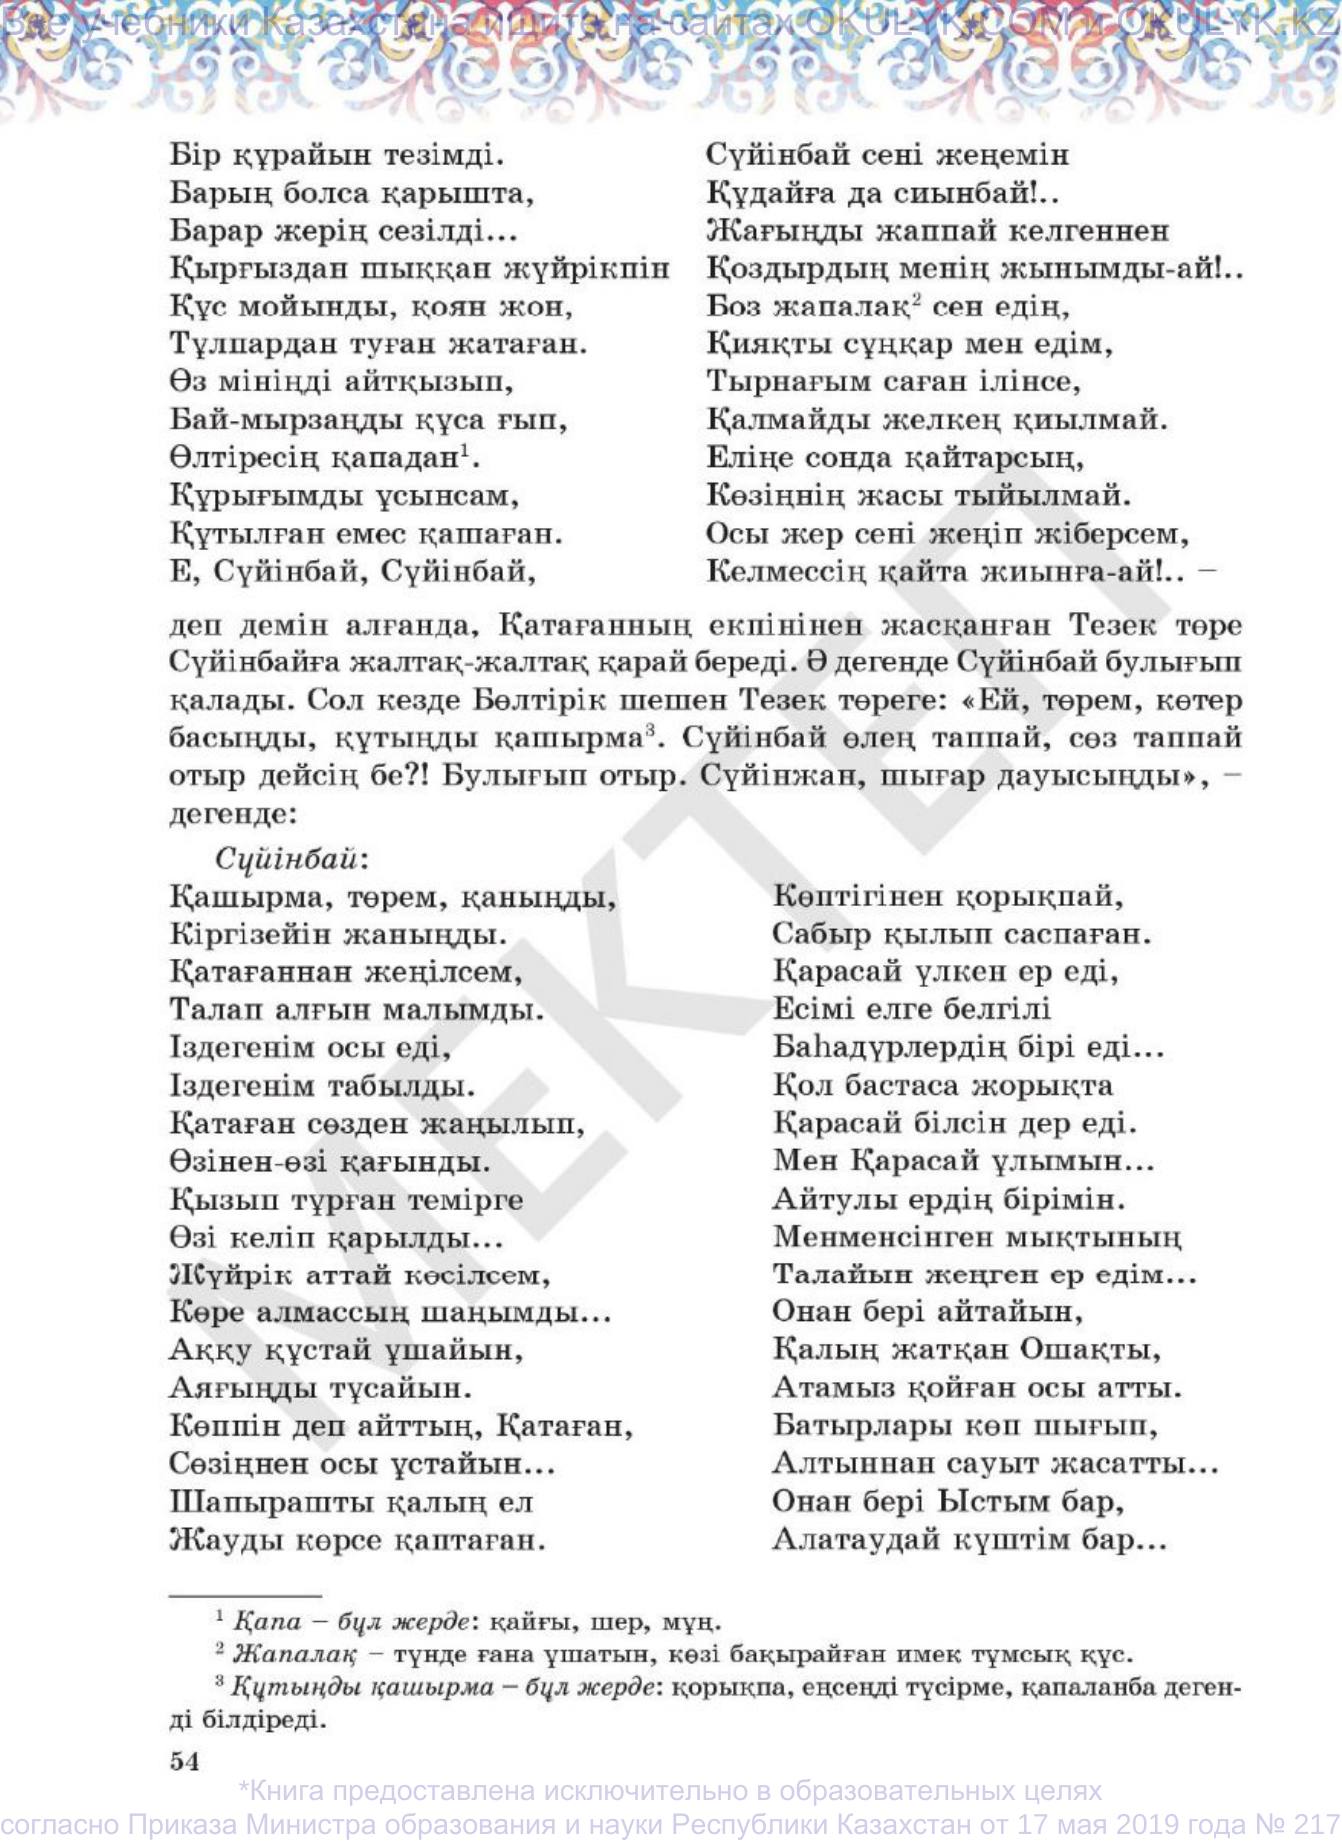 Все учебники Казахстана ищите на сайтах OKULYK.COM и OKULYK.KZ
Бір құрайын тезімді.
Барың болса қарышта,
Барар жерің сезілді...
Қырғыздан шыққан жүйрікпін
Құс мойынды, қоян жон,
Тұлпардан туған жатаған.
Өз мініңді айтқызып,
Бай-мырзаңды құса ғып,
Өлтіресің қападан¹.
Құрығымды ұсынсам,
Құтылған емес қашаған.
Е, Сүйінбай, Сүйінбай,
Сүйінбай сені жеңемін
Құдайға да сиынбай!..
Жағыңды жаппай келгеннен
Қоздырдың менің жынымды-ай!..
Боз жапалақ² сен едің,
Қияқты сұңқар мен едім,
Тырнағым саған ілінсе,
Қалмайды желкең қиылмай.
Еліңе сонда қайтарсың,
Көзіңнің жасы тыйылмай.
Осы жер сені жеңіп жіберсем,
Келмессің қайта жиынға-ай!.. –
деп демін алғанда, Қатағанның екпінінен жасқанған Тезек төре
Сүйінбайға жалтақ-жалтақ қарай береді. Ә дегенде Сүйінбай булығып
қалады. Сол кезде Бөлтірік шешен Тезек төреге: «Ей, төрем, көтер
басыңды, құтыңды қашырма³. Сүйінбай өлең таппай, сөз таппай
отыр дейсің бе?! Булығып отыр. Сүйінжан, шығар дауысыңды», –
дегенде:
Сүйінбай:
Қашырма, төрем, қаныңды,
Кіргізейін жаныңды.
Қатағаннан жеңілсем,
Талап алғын малымды.
Іздегенім осы еді,
Іздегенім табылды.
Қатаған сөзден жаңылып,
Өзінен-өзі қағынды.
Қызып тұрған темірге
Өзі келіп қарылды...
Жүйрік аттай көсілсем,
Көре алмассың шаңымды...
Аққу құстай ұшайын,
Аяғыңды тұсайын.
Көппін деп айттың, Қатаған,
Сөзіңнен осы ұстайын...
Шапырашты қалың ел
Жауды көрсе қаптаған.
Көптігінен қорықпай,
Сабыр қылып саспаған.
Қарасай үлкен ер еді,
Есімі елге белгілі
Баһадүрлердің бірі еді...
Қол бастаса жорықта
Қарасай білсін дер еді.
Мен Қарасай ұлымын...
Айтулы ердің бірімін.
Менменсінген мықтының
Талайын жеңген ер едім...
Онан бері айтайын,
Қалың жатқан Ошақты,
Атамыз қойған осы атты.
Батырлары көп шығып,
Алтыннан сауыт жасатты...
Онан бері Ыстым бар,
Алатаудай күштім бар...
¹ Қапа – бұл жерде: қайғы, шер, мұң.
² Жапалақ – түнде ғана ұшатын, көзі бақырайған имек тұмсық құс.
³ Құтыңды қашырма – бұл жерде: қорықпа, еңсеңді түсірме, қапаланба деген-
ді білдіреді.
54
МЕКТЕП
*Книга предоставлена исключительно в образовательных целях
согласно Приказа Министра образования и науки Республики Казахстан от 17 мая 2019 года № 217